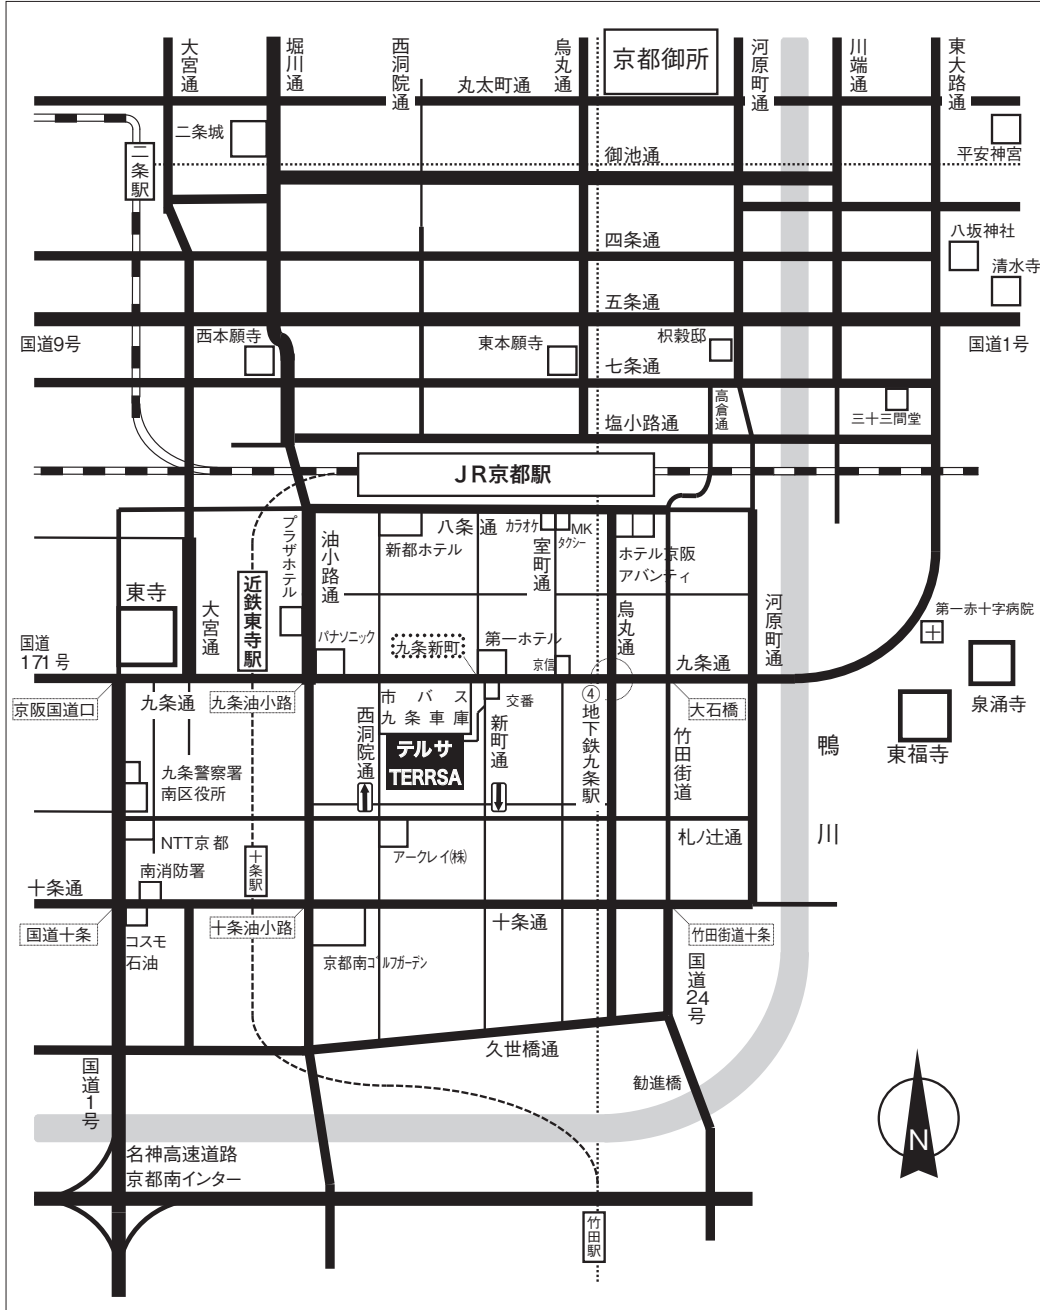 大宮通
堀川通
西洞院通
烏丸通
京都御所
河原町通
川端通
東大路通
丸太町通
二条城
二条駅
御池通
平安神宮
四条通
八坂神社
清水寺
五条通
国道9号
西本願寺
東本願寺
枳殻邸
国道1号
七条通
高倉通
三十三間堂
塩小路通
JR京都駅
プラザホテル
油小路通
八条通
新都ホテル
カラオケ
MK
タクシー
室町通
ホテル京阪
アバンティ
東寺
大宮通
近鉄東寺駅
パナソニック
九条新町
第一ホテル
京信
烏丸通
河原町通
第一赤十字病院
国道
171号
九条通
泉涌寺
東福寺
京阪国道口
九条通
九条油小路
市バス
九条車庫
交番
④地下鉄九条駅
大石橋
西洞院通
テルサ
TERRSA
新町通
竹田街道
鴨川
九条警察署
南区役所
NTT京都
札ノ辻通
アークレイ㈱
十条駅
南消防署
十条通
十条通
国道十条
コスモ
石油
十条油小路
京都南ゴルフガーデン
竹田街道十条
国道24号
久世橋通
国道1号
勧進橋
N
名神高速道路
京都南インター
竹田駅